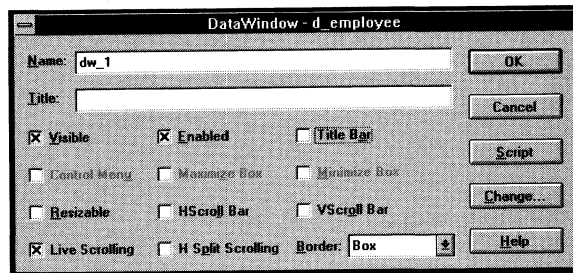 DataWindow - d_employee
Name: dw_1
OK
Title:
Cancel
Visible Enabled Title Bar
Control Menu Maximize Box Minimize Box
Script
Resizable HScroll Bar VScroll Bar
Change...
Live Scrolling H Split Scrolling Border: Box
Help